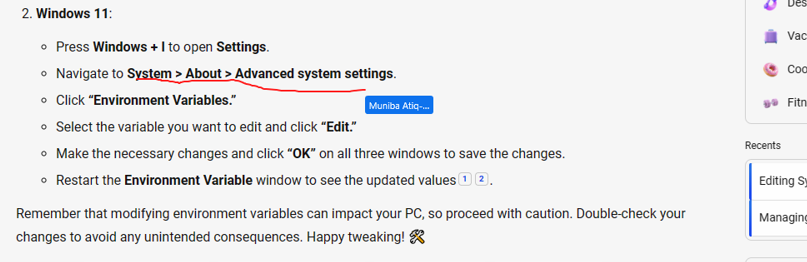 2. Windows 11:
Press Windows + I to open Settings.
Navigate to System > About > Advanced system settings.
Click “Environment Variables.”
Muniba Atiq-...
Select the variable you want to edit and click “Edit.”
Make the necessary changes and click “OK” on all three windows to save the changes.
Restart the Environment Variable window to see the updated values 1 2 .
Remember that modifying environment variables can impact your PC, so proceed with caution. Double-check your
changes to avoid any unintended consequences. Happy tweaking! 🛠
Des
Vac
Coo
Fitn
Recents
Editing Sy
Managing